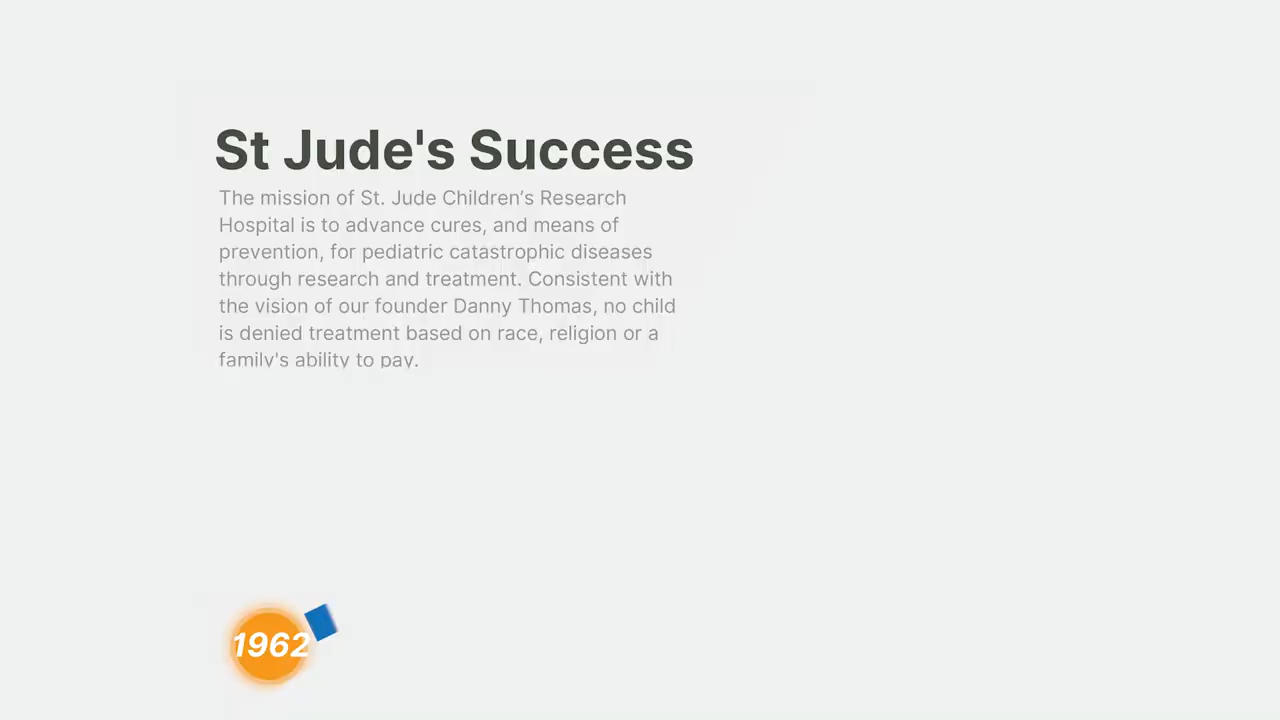 St Jude's Success
The mission of St. Jude Children’s Research
Hospital is to advance cures, and means of
prevention, for pediatric catastrophic diseases
through research and treatment. Consistent with
the vision of our founder Danny Thomas, no child
is denied treatment based on race, religion or a
family's ability to pay.
1962